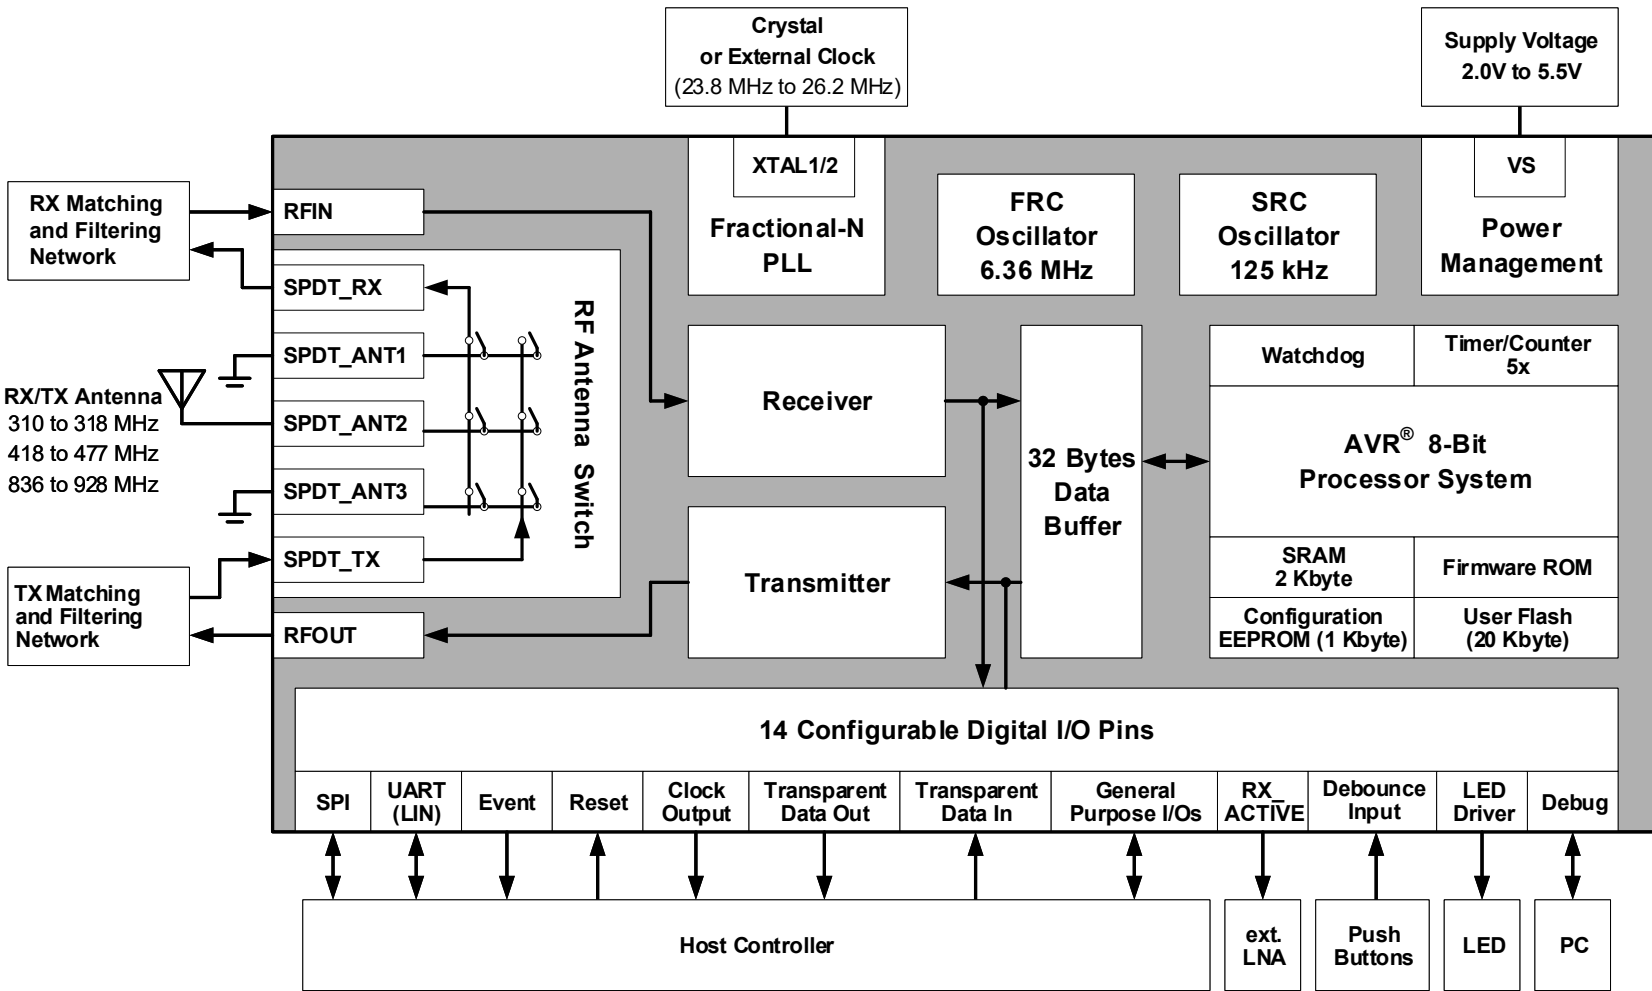 Crystal
or External Clock
(23.8 MHz to 26.2 MHz)
Supply Voltage
2.0V to 5.5V
XTAL1/2
Fractional-N
PLL
FRC
Oscillator
6.36 MHz
SRC
Oscillator
125 kHz
VS
Power
Management
RX Matching
and Filtering
Network
RFIN
SPDT_RX
SPDT_ANT1
SPDT_ANT2
SPDT_ANT3
SPDT_TX
RFOUT
RF Antenna Switch
RX/TX Antenna
310 to 318 MHz
418 to 477 MHz
836 to 928 MHz
TX Matching
and Filtering
Network
Receiver
Transmitter
32 Bytes
Data
Buffer
Watchdog
Timer/Counter
5x
AVR® 8-Bit
Processor System
SRAM
2 Kbyte
Firmware ROM
Configuration
EEPROM (1 Kbyte)
User Flash
(20 Kbyte)
14 Configurable Digital I/O Pins
SPI
UART
(LIN)
Event
Reset
Clock
Output
Transparent
Data Out
Transparent
Data In
General
Purpose I/Os
RX_
ACTIVE
Debounce
Input
LED
Driver
Debug
Host Controller
ext.
LNA
Push
Buttons
LED
PC